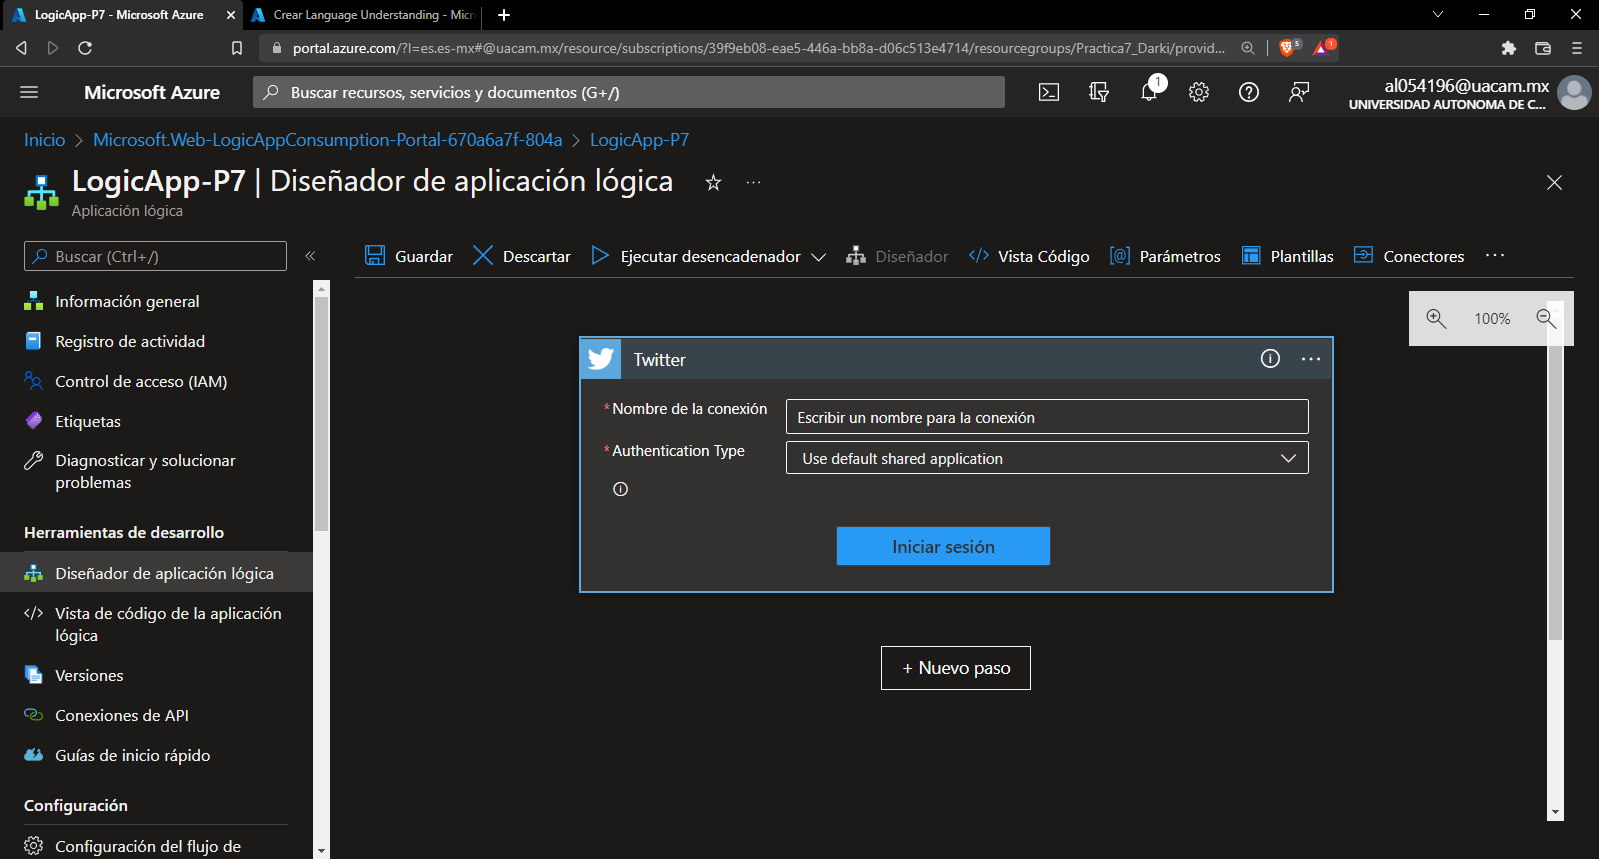 LogicApp-P7 - Microsoft Azure
Crear Language Understanding - Mic
portal.azure.com/?l=es.es-mx#@uacam.mx/resource/subscriptions/39f9eb08-eae5-446a-bb8a-d06c513e4714/resourcegroups/Practica7_Darki/provid...
5
1
Microsoft Azure
Buscar recursos, servicios y documentos (G+/)
1
al054196@uacam.mx
UNIVERSIDAD AUTONOMA DE C...
Inicio > Microsoft.Web-LogicAppConsumption-Portal-670a6a7f-804a > LogicApp-P7
LogicApp-P7 | Diseñador de aplicación lógica
Aplicación lógica
Buscar (Ctrl+/)
Guardar
Descartar
Ejecutar desencadenador
Diseñador
Vista Código
Parámetros
Plantillas
Conectores
Información general
Registro de actividad
Control de acceso (IAM)
Etiquetas
Diagnosticar y solucionar
problemas
Herramientas de desarrollo
Diseñador de aplicación lógica
Vista de código de la aplicación
lógica
Versiones
Conexiones de API
Guías de inicio rápido
Configuración
Configuración del flujo de
100%
Twitter
*Nombre de la conexión
Escribir un nombre para la conexión
*Authentication Type
Use default shared application
Iniciar sesión
+ Nuevo paso